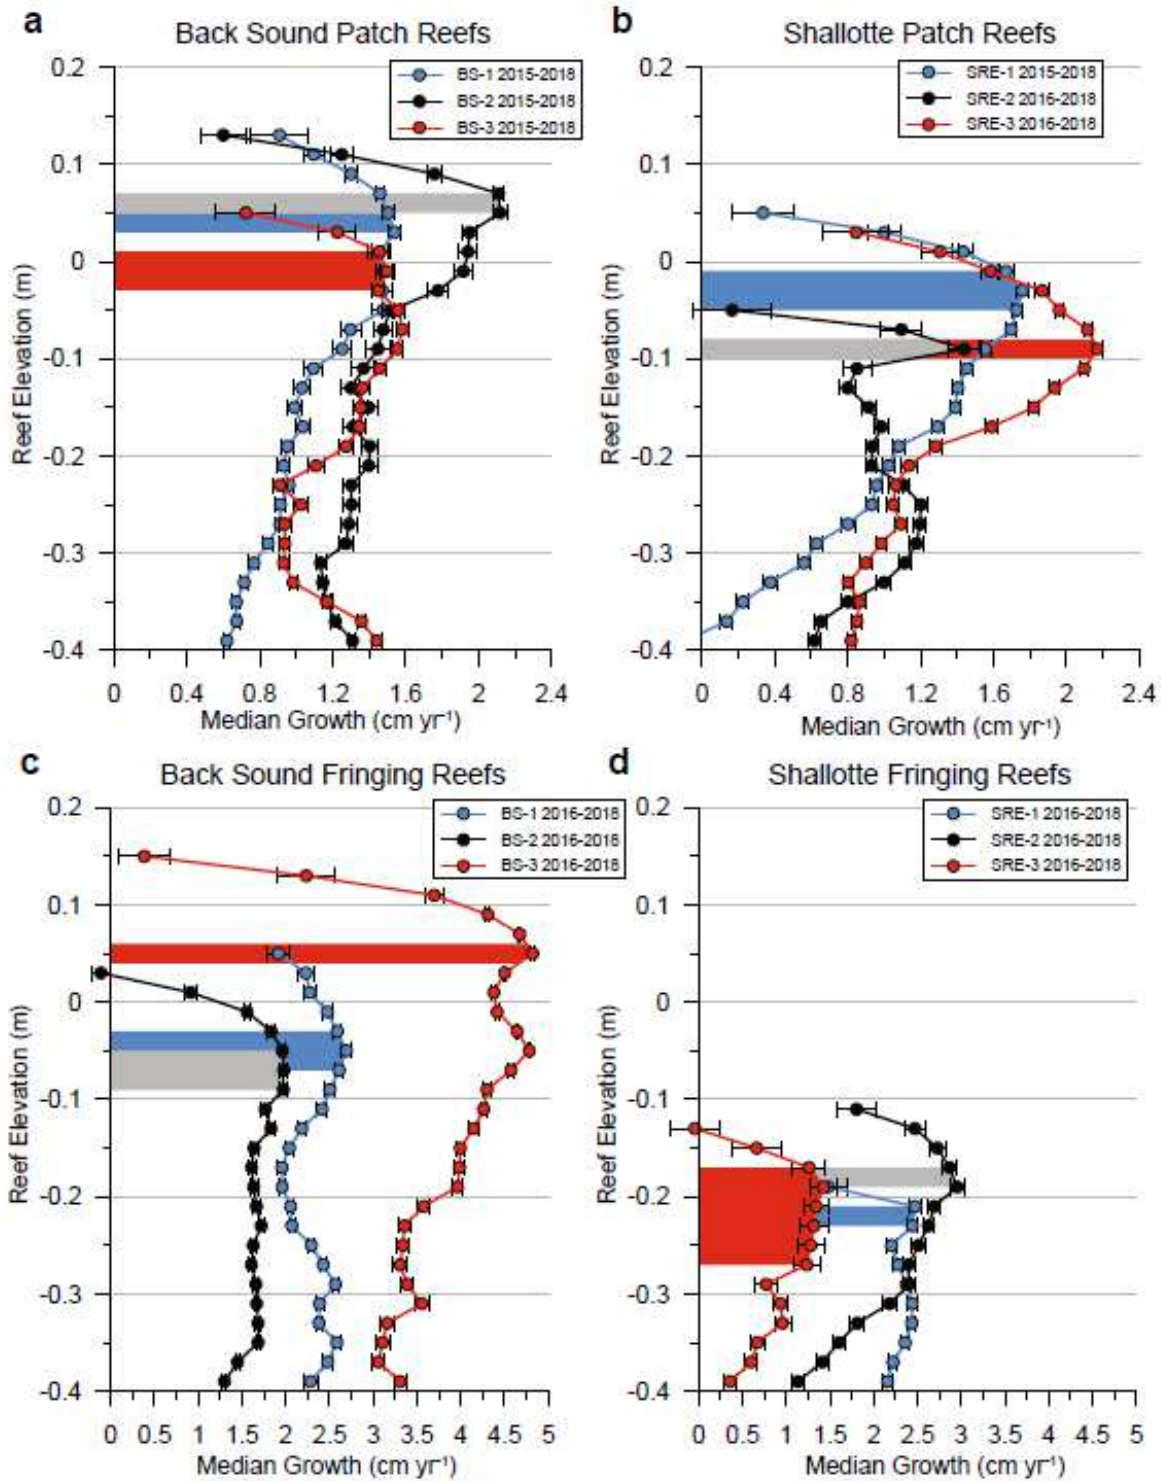 a
Back Sound Patch Reefs
0.2
0.1
0
-0.1
-0.2
-0.3
-0.4
Reef Elevation (m)
BS-1 2015-2018
BS-2 2015-2018
BS-3 2015-2018
0 0.4 0.8 1.2 1.6 2 2.4
Median Growth (cm yr⁻¹)
b
Shallotte Patch Reefs
0.2
0.1
0
-0.1
-0.2
-0.3
-0.4
Reef Elevation (m)
SRE-1 2015-2018
SRE-2 2016-2018
SRE-3 2016-2018
0 0.4 0.8 1.2 1.6 2 2.4
Median Growth (cm yr⁻¹)
c
Back Sound Fringing Reefs
0.2
0.1
0
-0.1
-0.2
-0.3
-0.4
Reef Elevation (m)
BS-1 2016-2018
BS-2 2016-2018
BS-3 2016-2018
0 0.5 1 1.5 2 2.5 3 3.5 4 4.5 5
Median Growth (cm yr⁻¹)
d
Shallotte Fringing Reefs
0.2
0.1
0
-0.1
-0.2
-0.3
-0.4
Reef Elevation (m)
SRE-1 2016-2018
SRE-2 2016-2018
SRE-3 2016-2018
0 0.5 1 1.5 2 2.5 3 3.5 4 4.5 5
Median Growth (cm yr⁻¹)